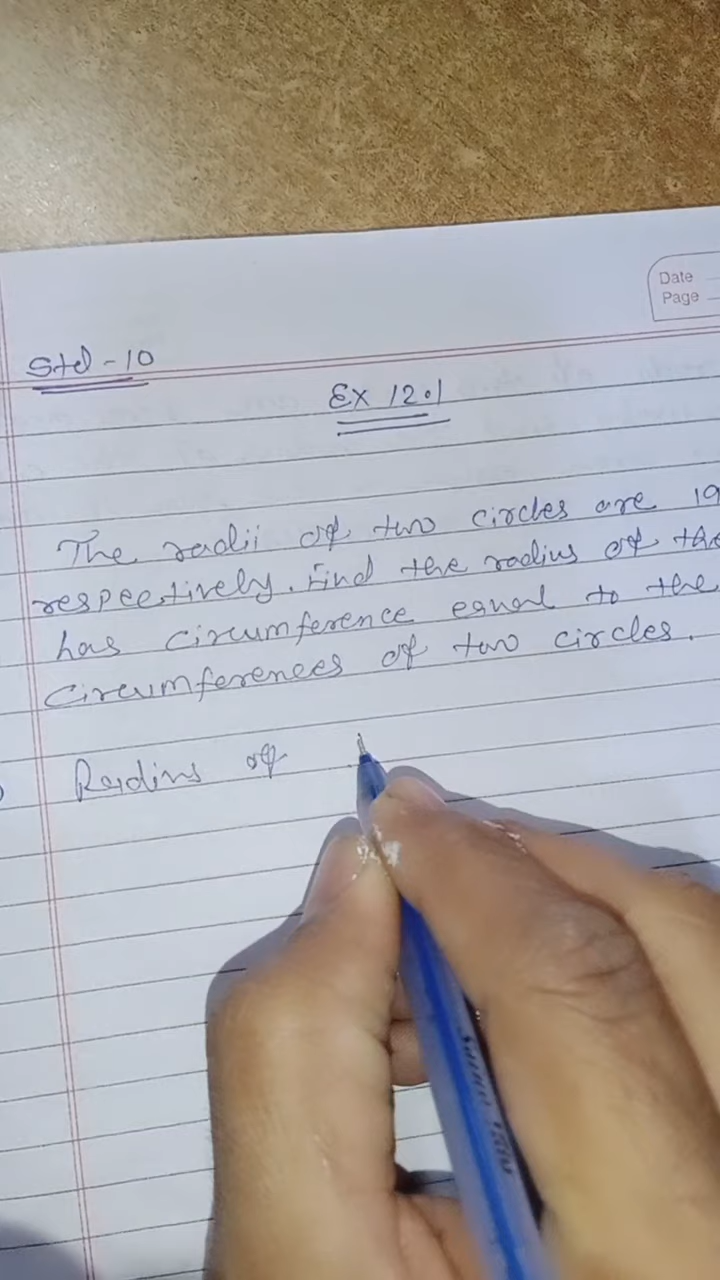 Date
Page
Std - 10
Ex 12.1
The radii of two circles are 19
respectively. Find the radius of the
has circumference equal to the
Circumferences of two circles.
Radius of